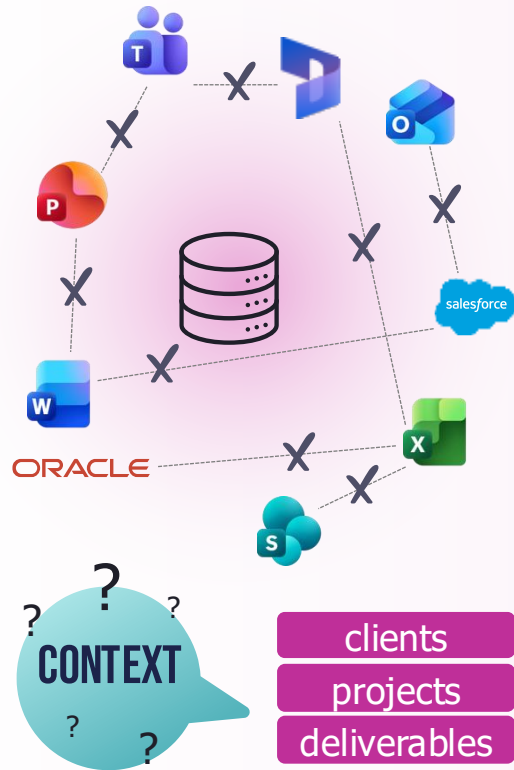 T
O
P
salesforce
W
X
ORACLE
S
?
?
?
CONTEXT
?
?
clients
projects
deliverables